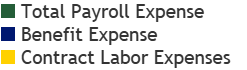 Total Payroll Expense
Benefit Expense
Contract Labor Expenses